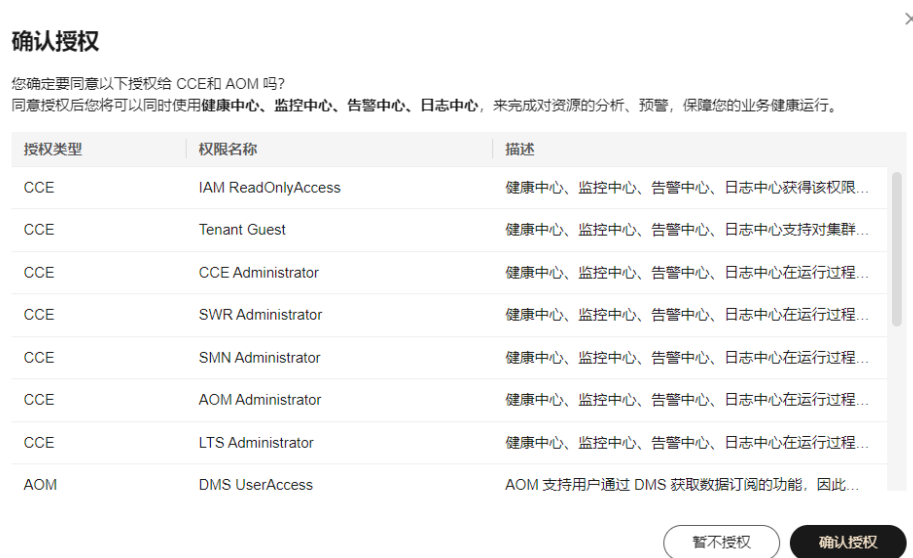 确认授权
您确定要同意以下授权给 CCE和 AOM 吗?
同意授权后您将可以同时使用健康中心、监控中心、告警中心、日志中心，来完成对资源的分析、预警，保障您的业务健康运行。
授权类型 权限名称 描述
CCE IAM ReadOnlyAccess 健康中心、监控中心、告警中心、日志中心获得该权限...
CCE Tenant Guest 健康中心、监控中心、告警中心、日志中心支持对集群...
CCE CCE Administrator 健康中心、监控中心、告警中心、日志中心在运行过程...
CCE SWR Administrator 健康中心、监控中心、告警中心、日志中心在运行过程...
CCE SMN Administrator 健康中心、监控中心、告警中心、日志中心在运行过程...
CCE AOM Administrator 健康中心、监控中心、告警中心、日志中心在运行过程...
CCE LTS Administrator 健康中心、监控中心、告警中心、日志中心在运行过程...
AOM DMS UserAccess AOM 支持用户通过 DMS 获取数据订阅的功能，因此...
暂不授权 确认授权